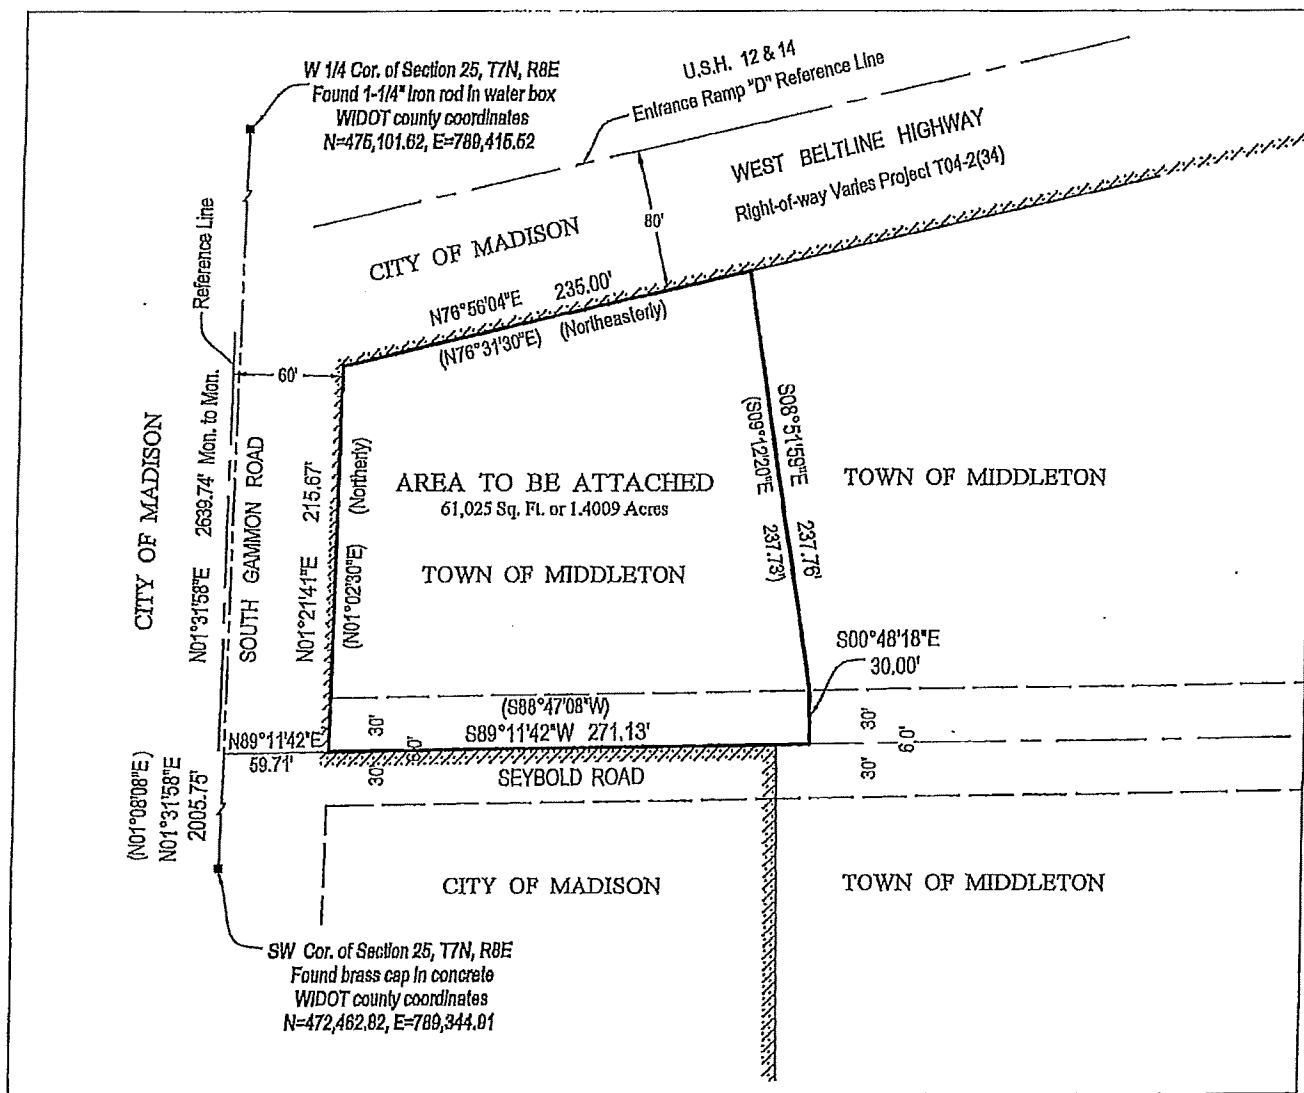 W 1/4 Cor. of Section 25, T7N, R8E
Found 1-1/4" Iron rod in water box
WIDOT county coordinates
N=475,101.62, E=789,415.52
U.S.H. 12 & 14
Entrance Ramp "D" Reference Line
WEST BELTLINE HIGHWAY
Right-of-way Varies Project T04-2(34)
80'
CITY OF MADISON
N76°56'04"E 235.00'
(N76°31'30"E) (Northeasterly)
Reference Line
60'
CITY OF MADISON
N01°31'58"E 2639.74' Mon. to Mon.
SOUTH GAMMON ROAD
N01°21'41"E 215.67'
(N01°02'30"E) (Northerly)
AREA TO BE ATTACHED
61,025 Sq. Ft. or 1.4009 Acres
TOWN OF MIDDLETON
S08°51'59"E 237.76'
(S09°12'20"E 237.73')
TOWN OF MIDDLETON
S00°48'18"E
30.00'
(S88°47'08"W)
S89°11'42"W 271.13'
30'
30'
30'
60'
30'
N89°11'42"E
59.71'
SEYBOLD ROAD
(N01°08'08"E)
N01°31'58"E
2005.75'
CITY OF MADISON
TOWN OF MIDDLETON
SW Cor. of Section 25, T7N, R8E
Found brass cap in concrete
WIDOT county coordinates
N=472,462.82, E=789,344.91